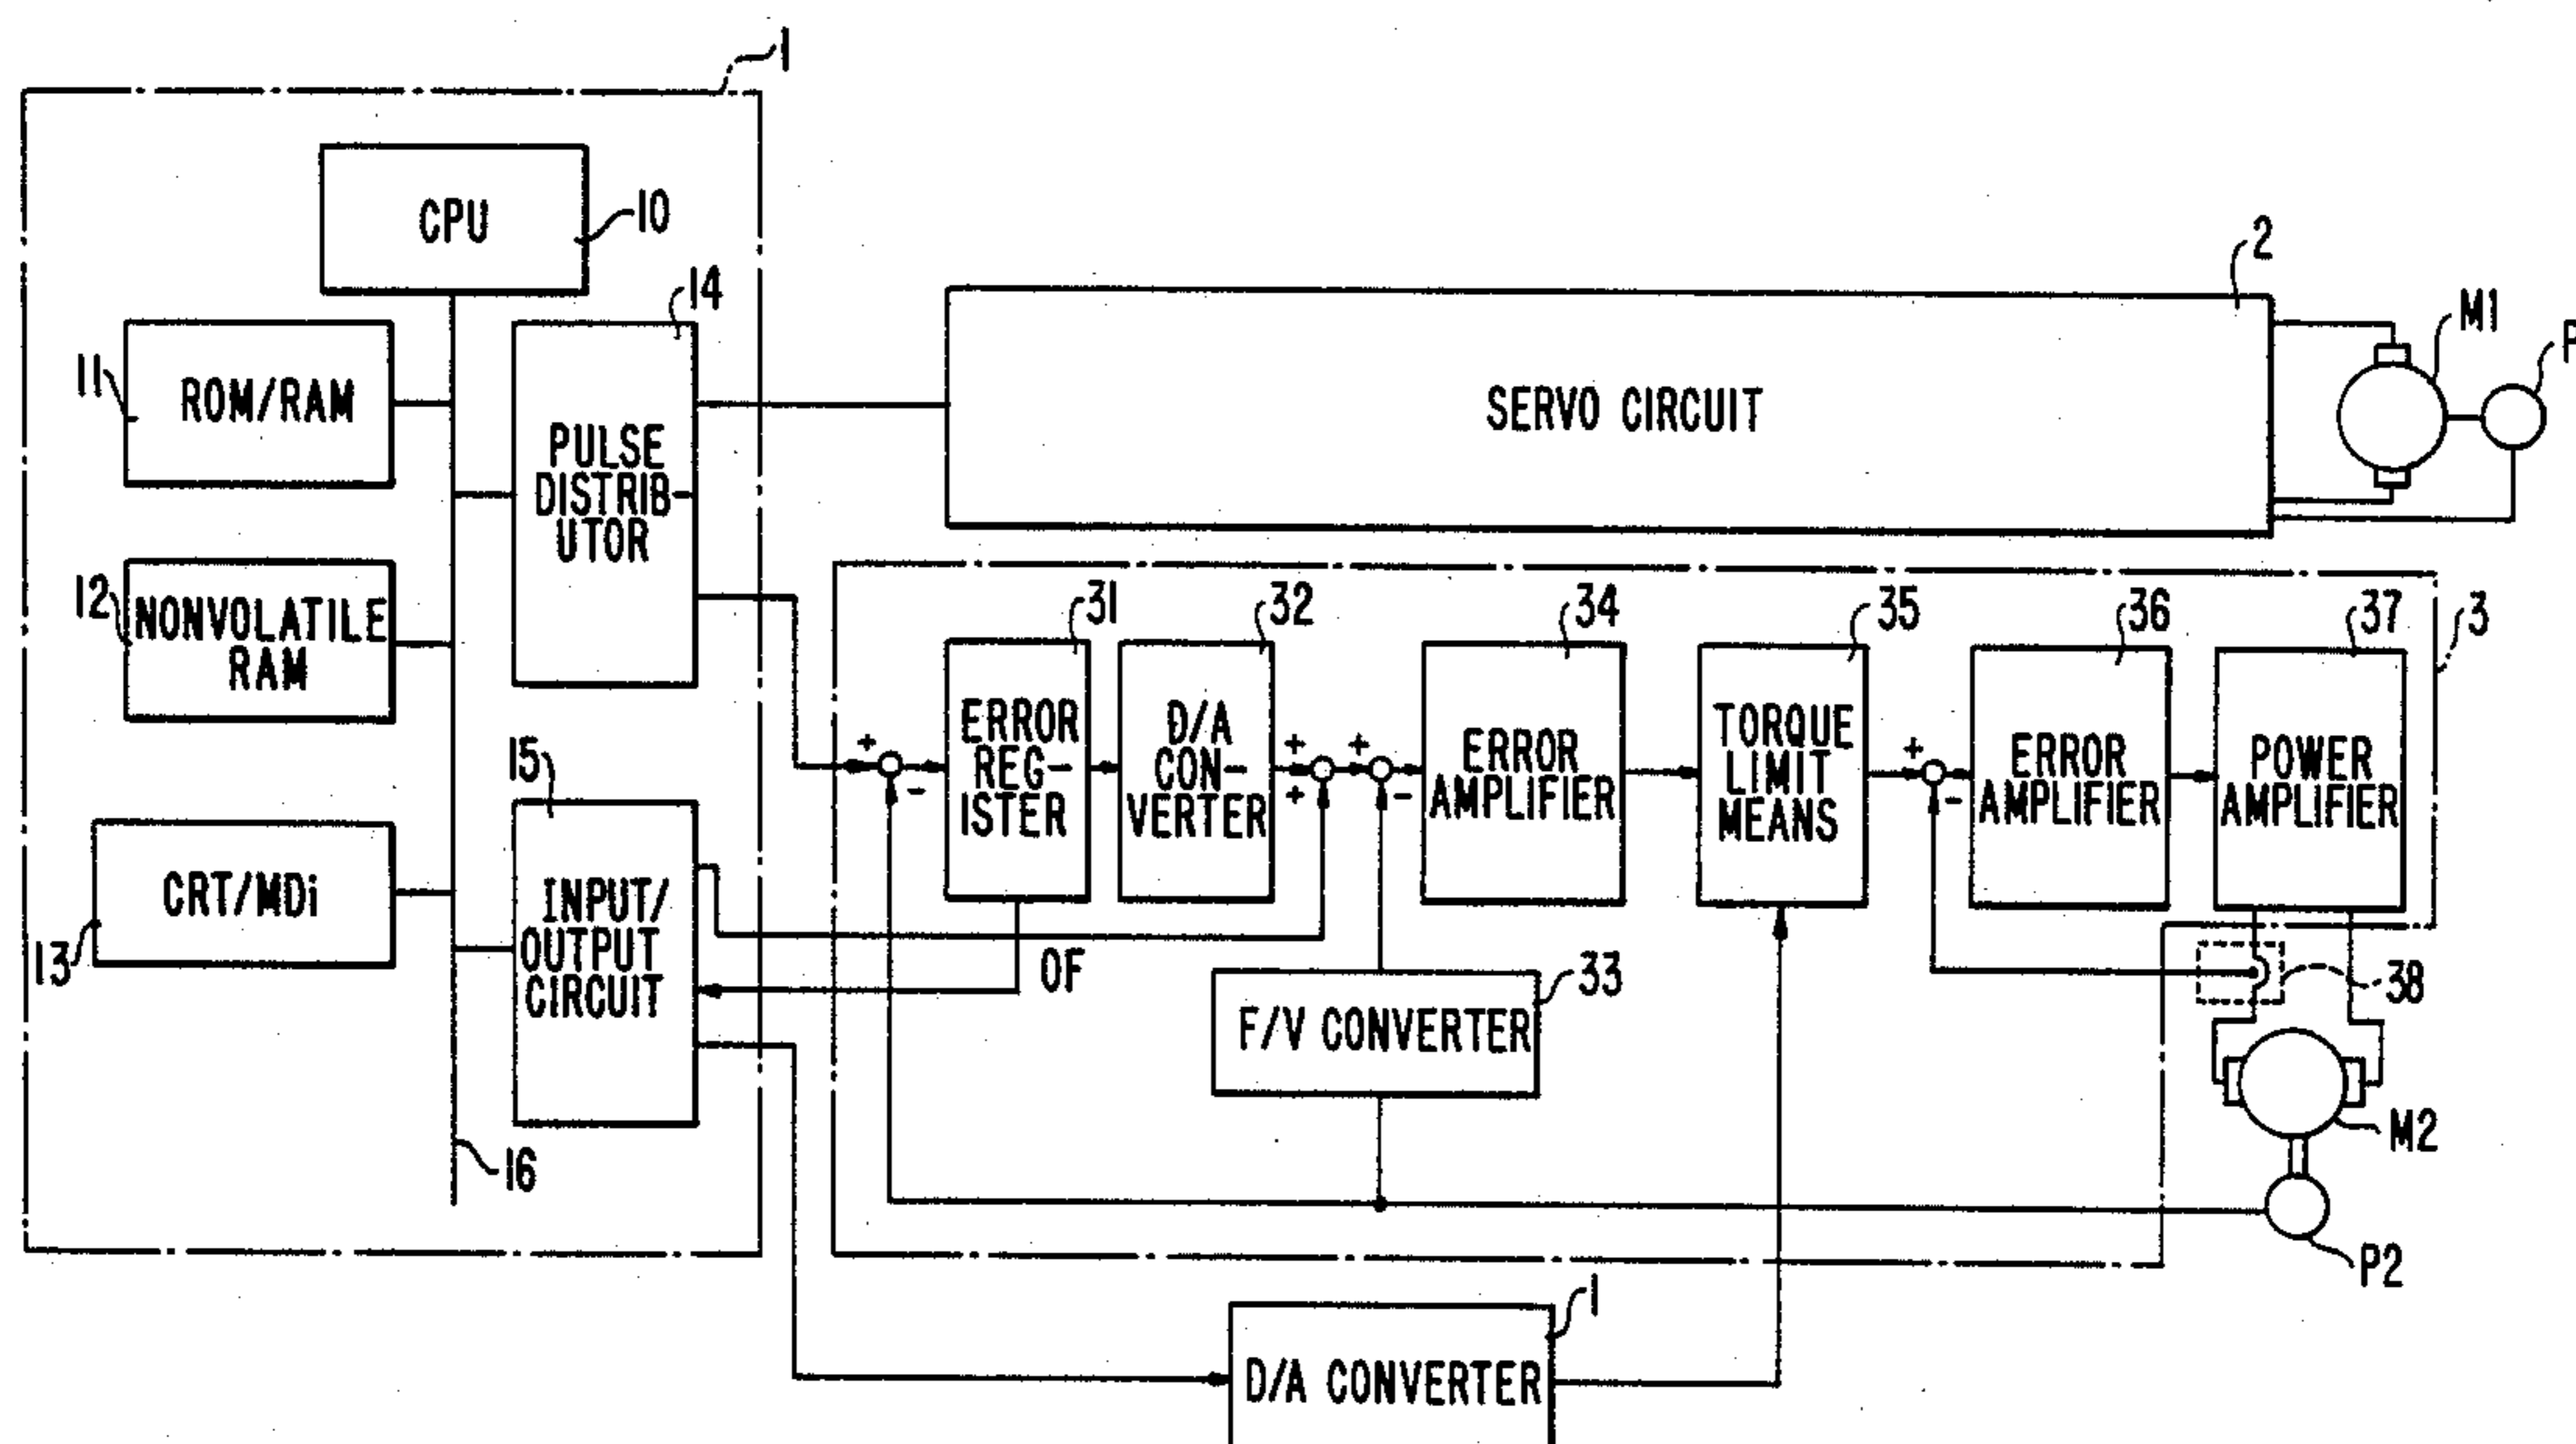 1
CPU
10
11
ROM/RAM
14
PULSE
DISTRIB-
UTOR
12
NONVOLATILE
RAM
13
CRT/MDi
15
INPUT/
OUTPUT
CIRCUIT
16
2
SERVO CIRCUIT
M1
P
3
31
ERROR
REG-
ISTER
32
D/A
CON-
VERTER
34
ERROR
AMPLIFIER
35
TORQUE
LIMIT
MEANS
36
ERROR
AMPLIFIER
37
POWER
AMPLIFIER
+
-
+
+
+
-
+
-
OF
33
F/V CONVERTER
38
M2
P2
1
D/A CONVERTER